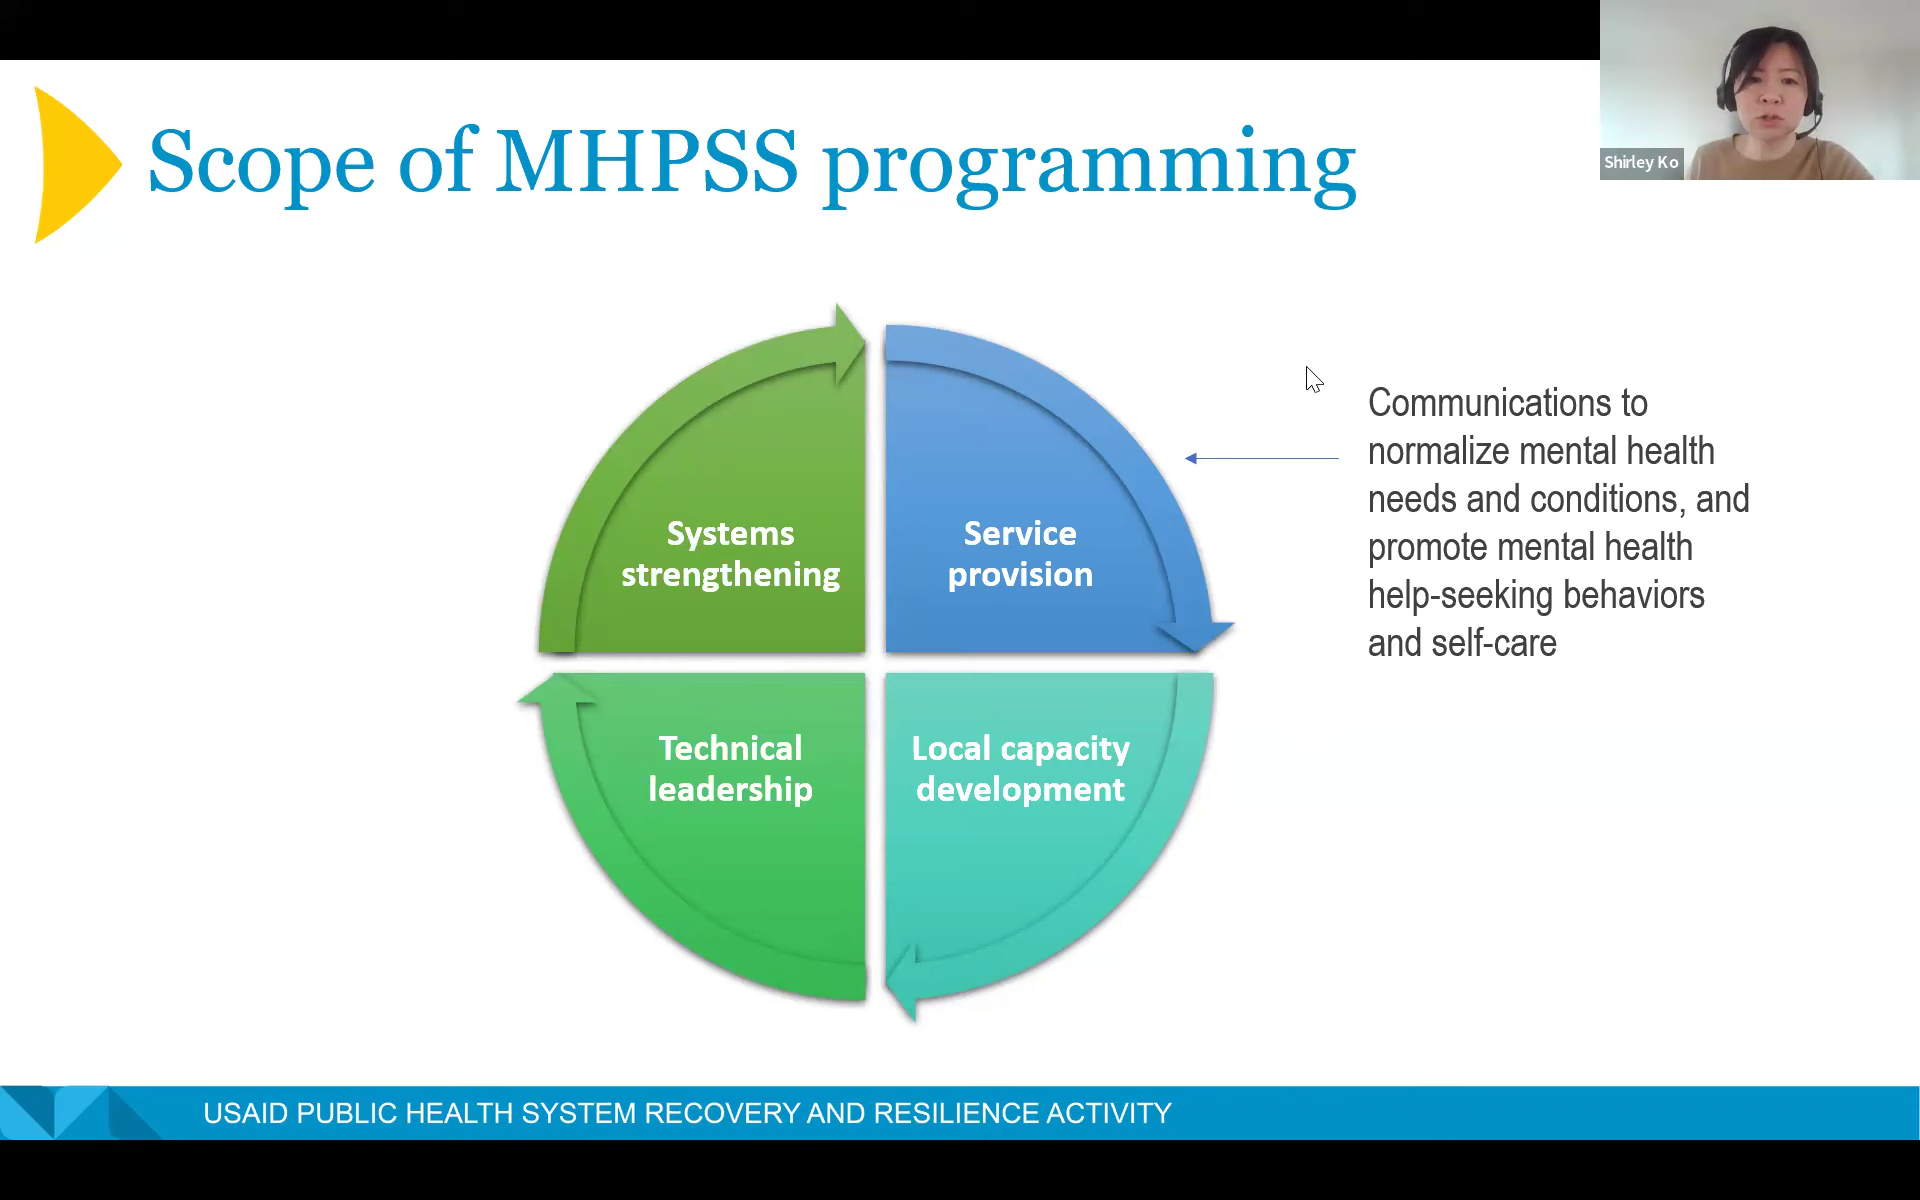 Scope of MHPSS programming
Shirley Ko
Systems
strengthening
Service
provision
Communications to
normalize mental health
needs and conditions, and
promote mental health
help-seeking behaviors
and self-care
Technical
leadership
Local capacity
development
USAID PUBLIC HEALTH SYSTEM RECOVERY AND RESILIENCE ACTIVITY